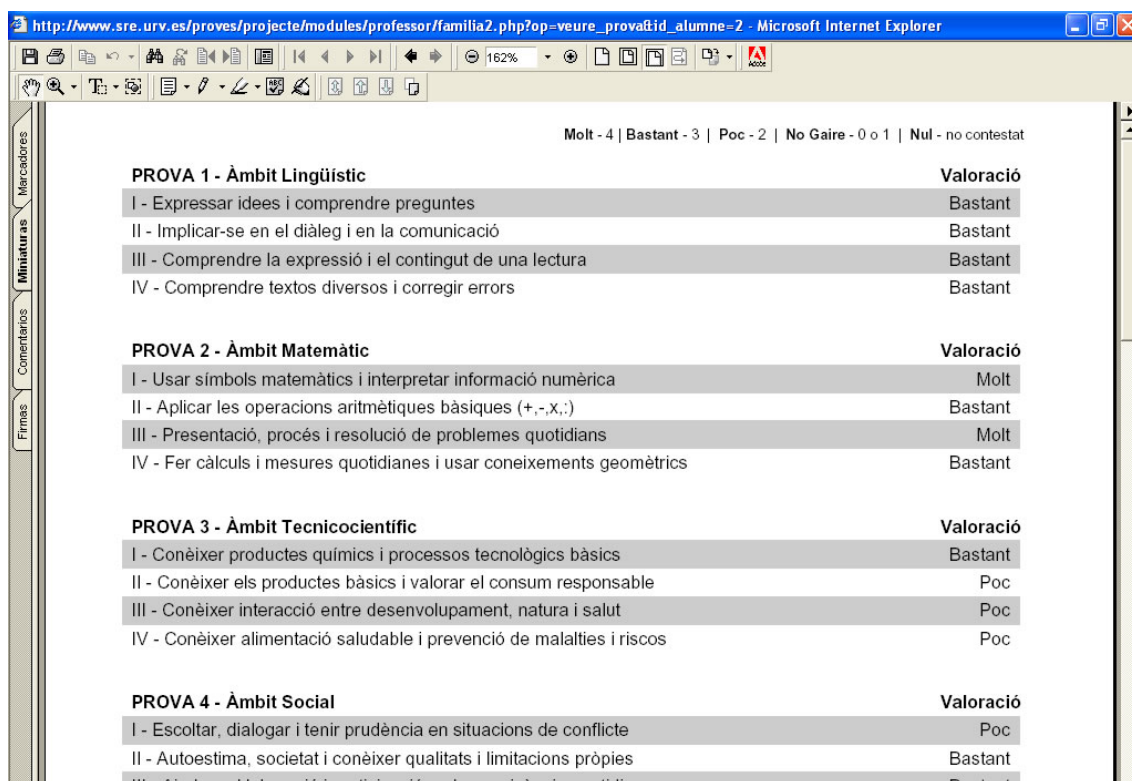 http://www.sre.urv.es/proves/projecte/modules/professor/familia2.php?op=veure_prova&id_alumne=2 - Microsoft Internet Explorer
162%
Adobe
Marcadores
Miniaturas
Comentarios
Firmas
Molt - 4 | Bastant - 3 | Poc - 2 | No Gaire - 0 o 1 | Nul - no contestat
PROVA 1 - Àmbit Lingüístic Valoració
I - Expressar idees i comprendre preguntes Bastant
II - Implicar-se en el diàleg i en la comunicació Bastant
III - Comprendre la expressió i el contingut de una lectura Bastant
IV - Comprendre textos diversos i corregir errors Bastant
PROVA 2 - Àmbit Matemàtic Valoració
I - Usar símbols matemàtics i interpretar informació numèrica Molt
II - Aplicar les operacions aritmètiques bàsiques (+,-,x,:) Bastant
III - Presentació, procés i resolució de problemes quotidians Molt
IV - Fer càlculs i mesures quotidianes i usar coneixements geomètrics Bastant
PROVA 3 - Àmbit Tecnicocientífic Valoració
I - Conèixer productes químics i processos tecnològics bàsics Bastant
II - Conèixer els productes bàsics i valorar el consum responsable Poc
III - Conèixer interacció entre desenvolupament, natura i salut Poc
IV - Conèixer alimentació saludable i prevenció de malalties i riscos Poc
PROVA 4 - Àmbit Social Valoració
I - Escoltar, dialogar i tenir prudència en situacions de conflicte Poc
II - Autoestima, societat i conèixer qualitats i limitacions pròpies Bastant